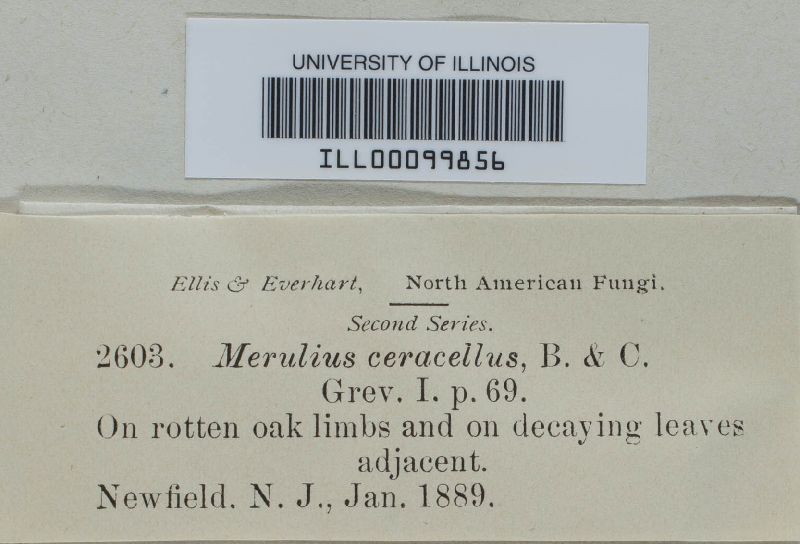 UNIVERSITY OF ILLINOIS
ILL00099856
Ellis & Everhart, North American Fungi.
Second Series.
2603. Merulius ceracellus, B. & C.
Grev. I. p. 69.
On rotten oak limbs and on decaying leaves
adjacent.
Newfield. N. J., Jan. 1889.